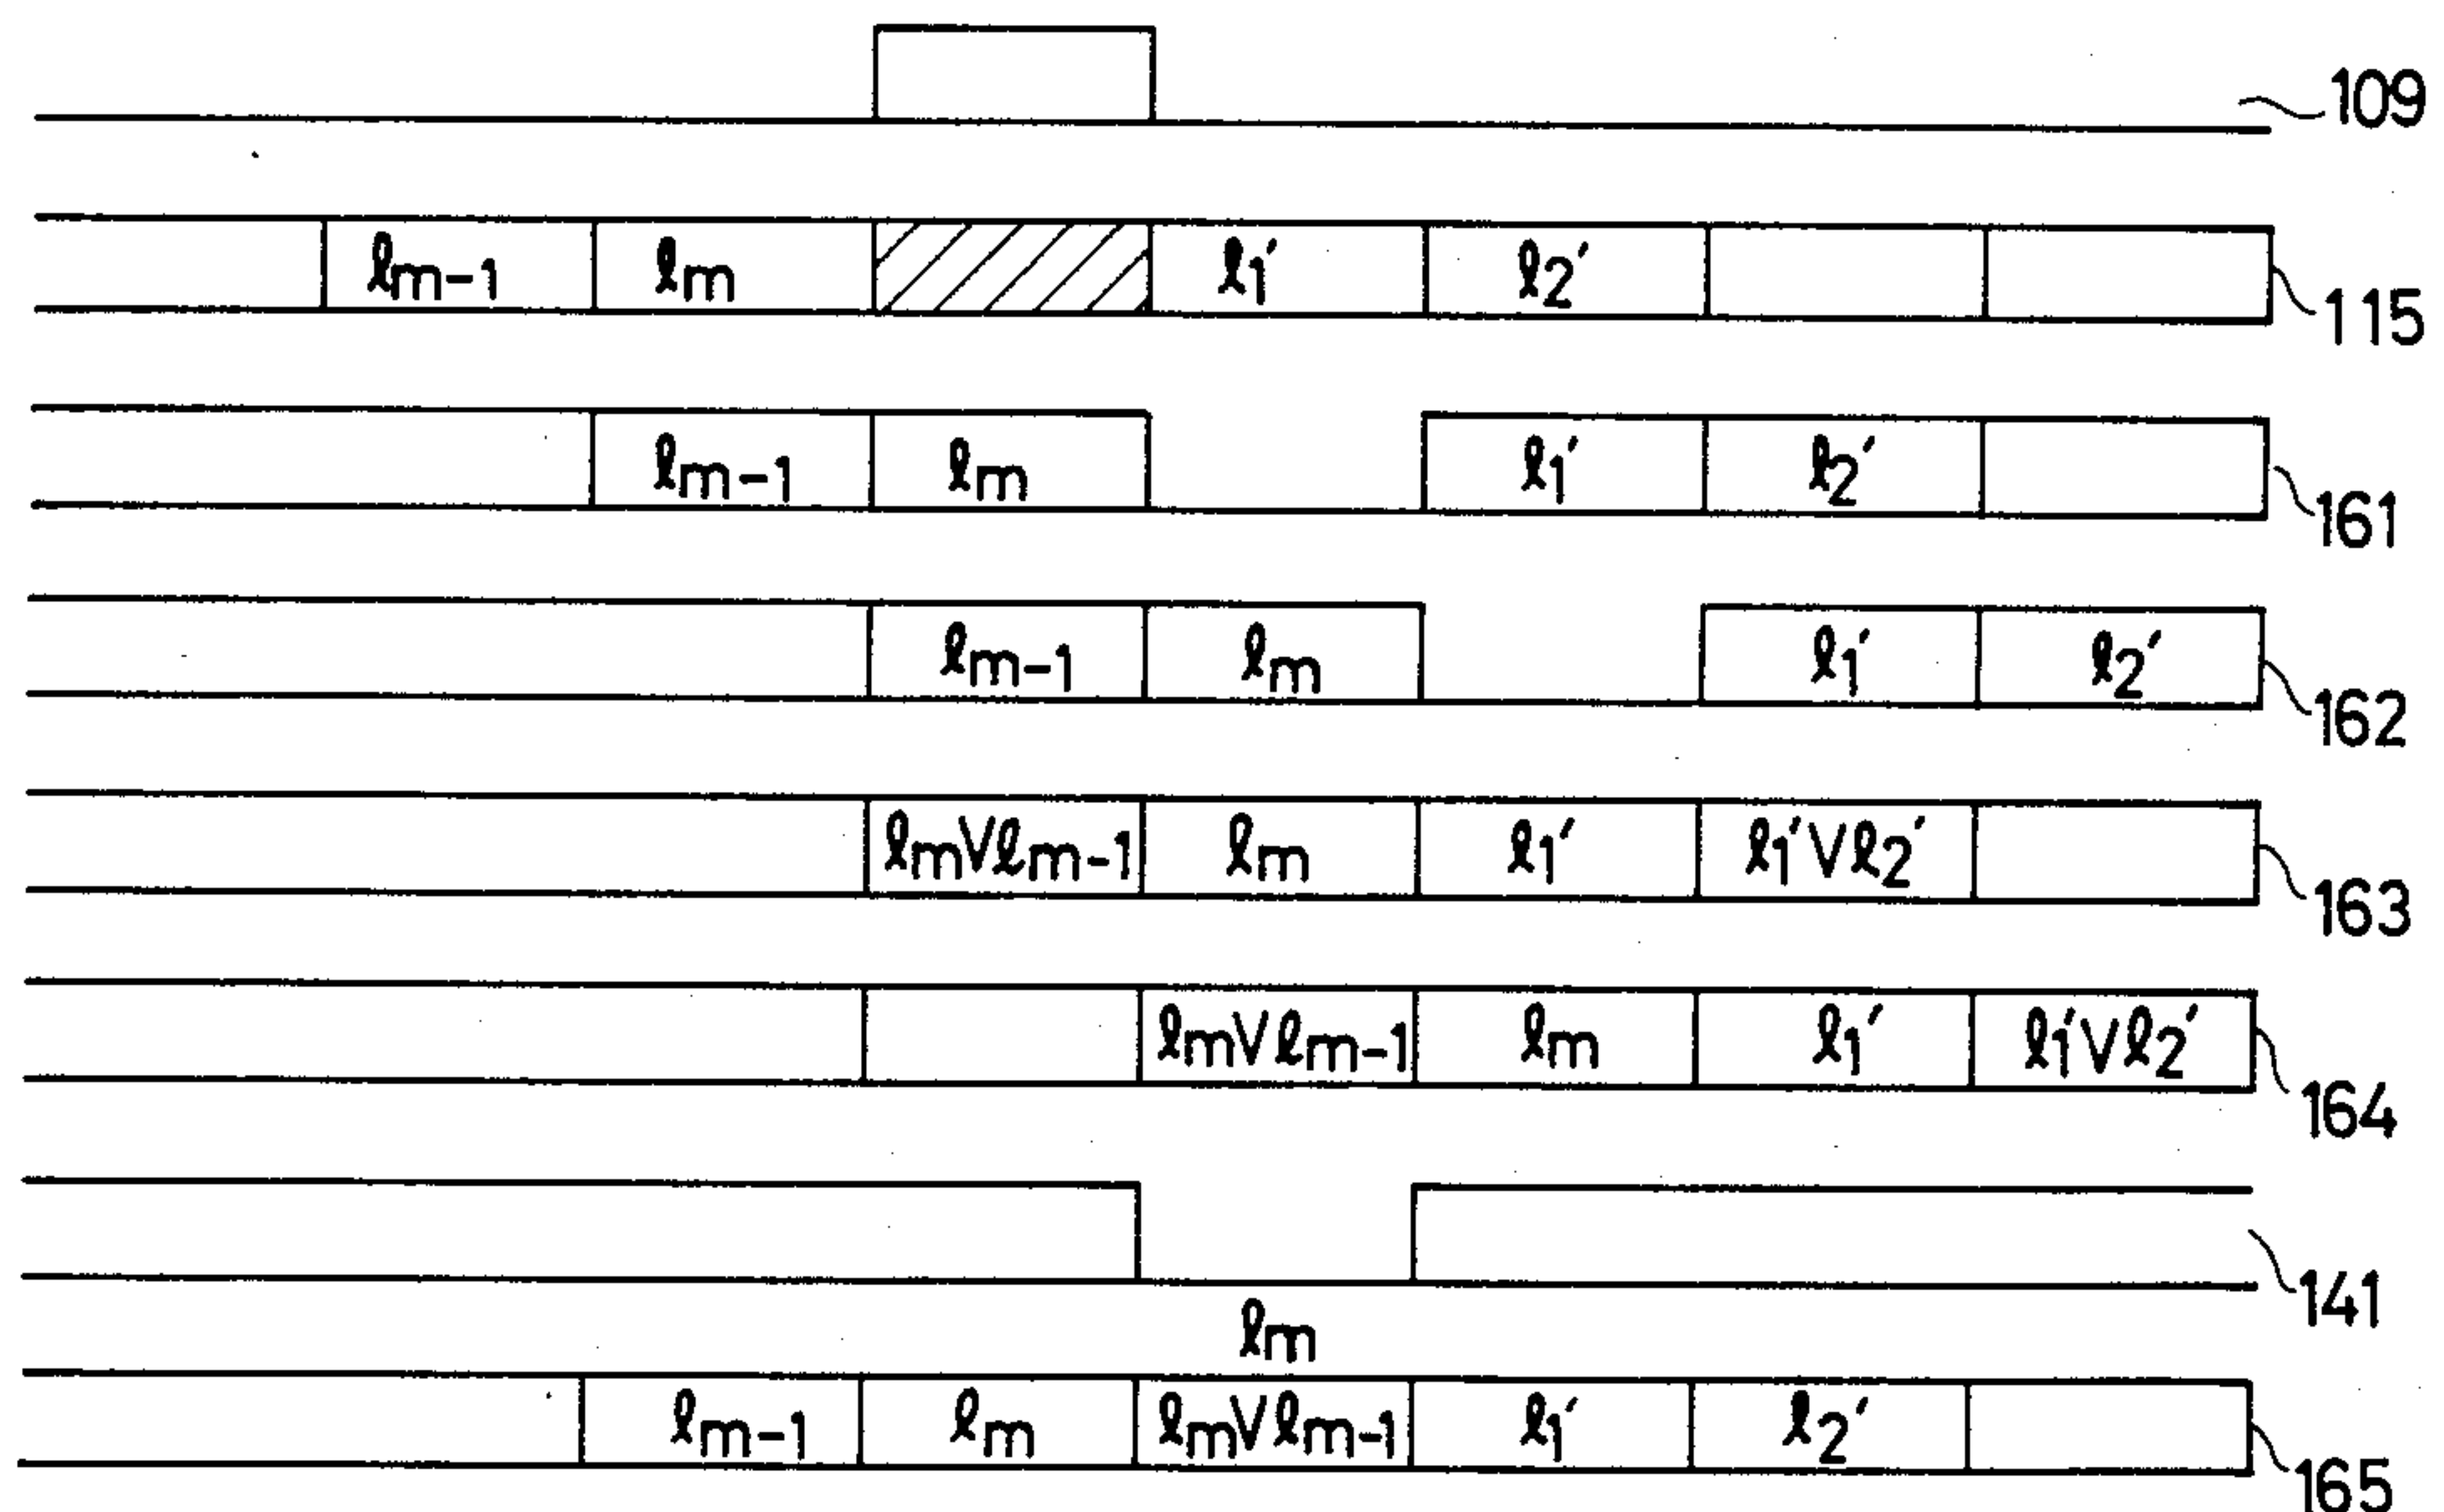 109
ℓm-1 ℓm ℓ1′ ℓ2′ 115
ℓm-1 ℓm ℓ1′ ℓ2′ 161
ℓm-1 ℓm ℓ1′ ℓ2′ 162
ℓmVℓm-1 ℓm ℓ1′ ℓ1′Vℓ2′ 163
ℓmVℓm-1 ℓm ℓ1′ ℓ1′Vℓ2′ 164
141
ℓm
ℓm-1 ℓm ℓmVℓm-1 ℓ1′ ℓ2′ 165